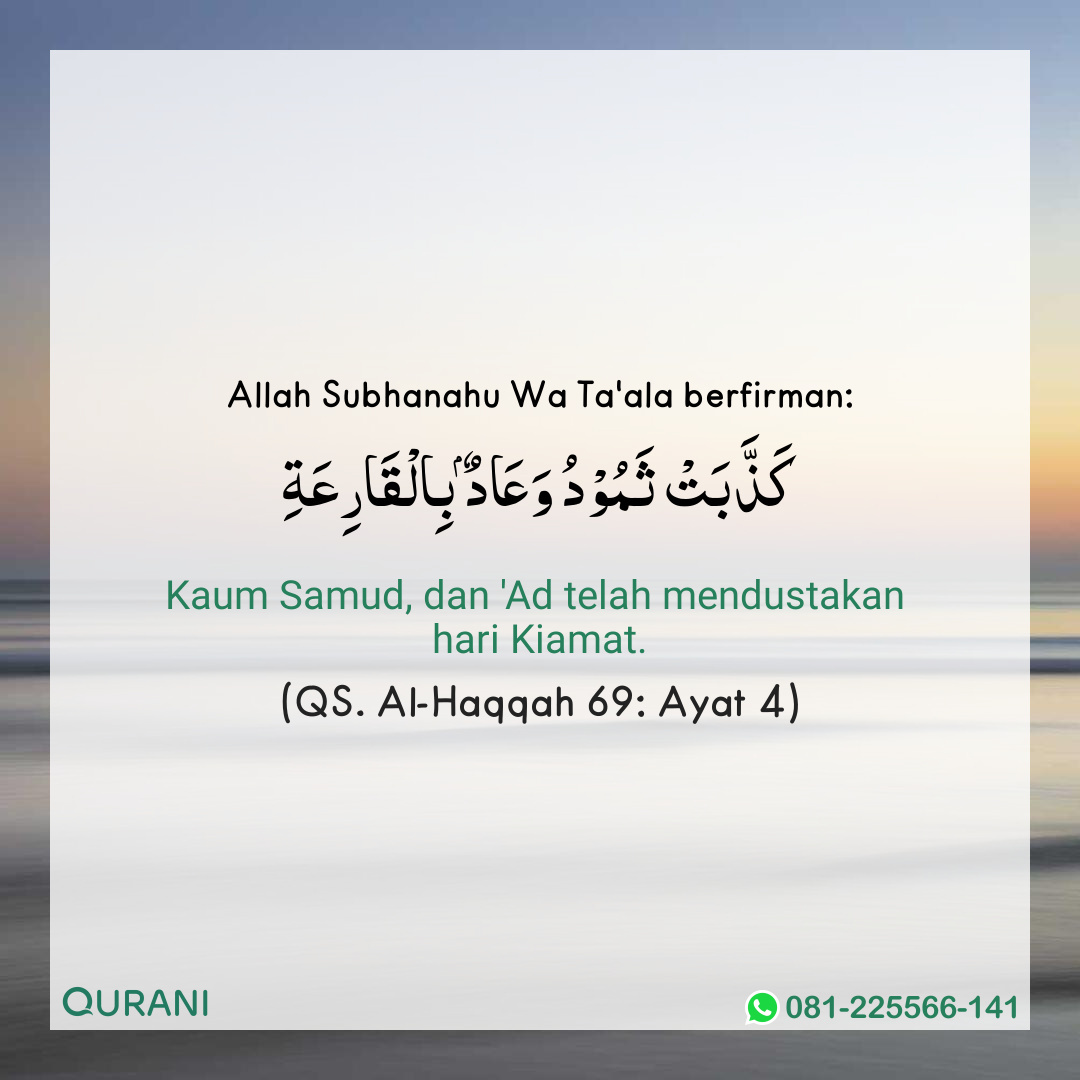 Allah Subhanahu Wa Ta'ala berfirman:
كَذَّبَتْ ثَمُوْدُ وَعَادٌ ۢبِالْقَارِعَةِ
Kaum Samud, dan 'Ad telah mendustakan
hari Kiamat.
(QS. Al-Haqqah 69: Ayat 4)
QURANI
081-225566-141